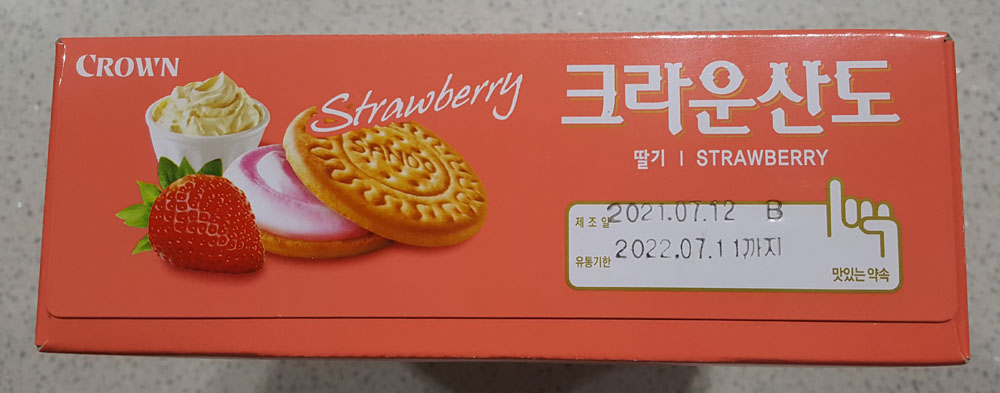 CROWN
Strawberry
SANDO
크라운산도
딸기 | STRAWBERRY
제조일 2021.07.12 B
유통기한 2022.07.11까지
맛있는 약속